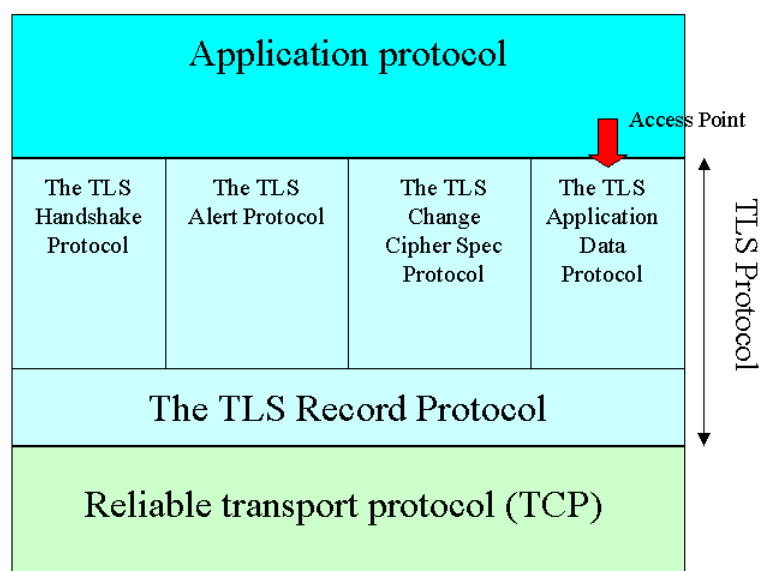 Application protocol
Access Point
The TLS
Handshake
Protocol
The TLS
Alert Protocol
The TLS
Change
Cipher Spec
Protocol
The TLS
Application
Data
Protocol
TLS Protocol
The TLS Record Protocol
Reliable transport protocol (TCP)